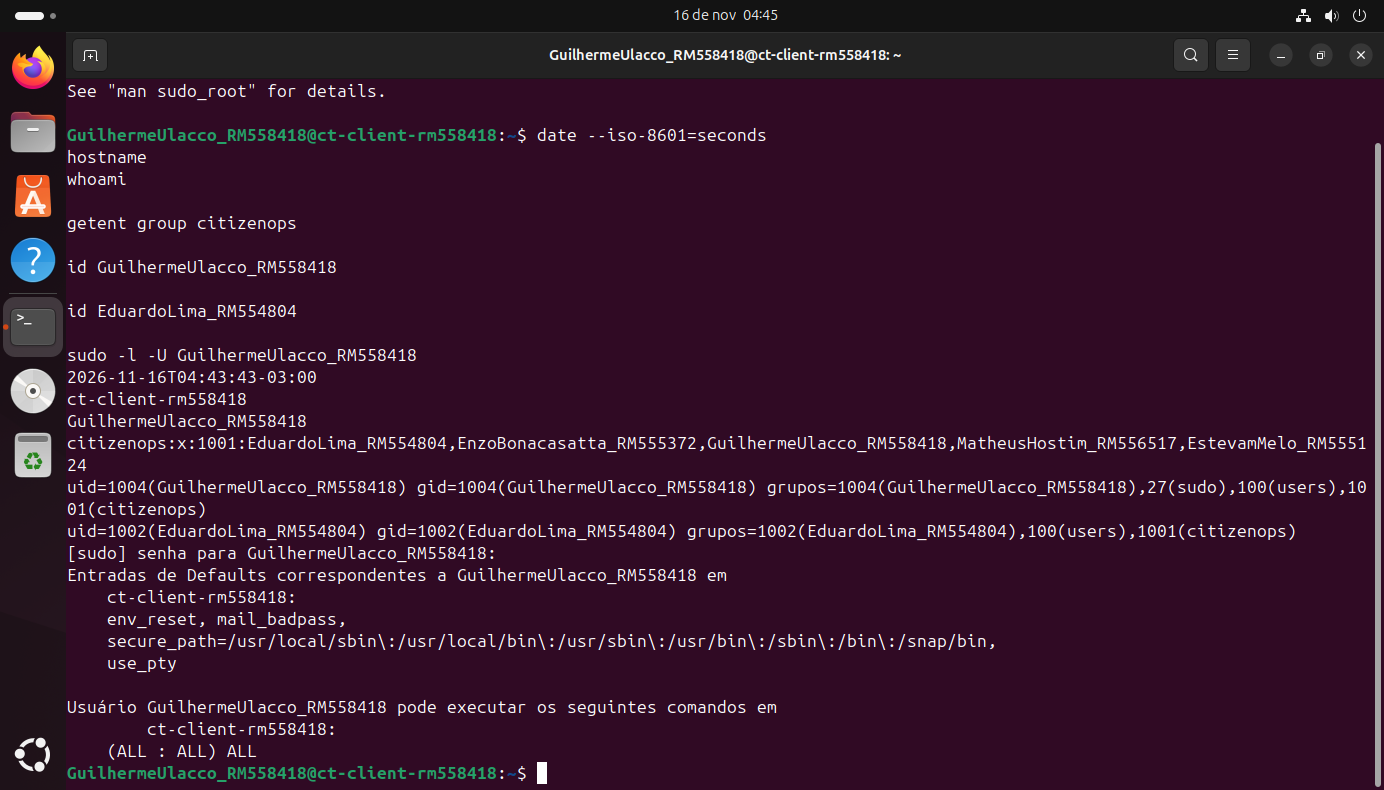 16 de nov 04:45
GuilhermeUlacco_RM558418@ct-client-rm558418: ~
See "man sudo_root" for details.
GuilhermeUlacco_RM558418@ct-client-rm558418:~$ date --iso-8601=seconds
hostname
whoami
getent group citizenops
id GuilhermeUlacco_RM558418
id EduardoLima_RM554804
sudo -l -U GuilhermeUlacco_RM558418
2026-11-16T04:43:43-03:00
ct-client-rm558418
GuilhermeUlacco_RM558418
citizenops:x:1001:EduardoLima_RM554804,EnzoBonacasatta_RM555372,GuilhermeUlacco_RM558418,MatheusHostim_RM556517,EstevamMelo_RM5551
24
uid=1004(GuilhermeUlacco_RM558418) gid=1004(GuilhermeUlacco_RM558418) grupos=1004(GuilhermeUlacco_RM558418),27(sudo),100(users),10
01(citizenops)
uid=1002(EduardoLima_RM554804) gid=1002(EduardoLima_RM554804) grupos=1002(EduardoLima_RM554804),100(users),1001(citizenops)
[sudo] senha para GuilhermeUlacco_RM558418:
Entradas de Defaults correspondentes a GuilhermeUlacco_RM558418 em
ct-client-rm558418:
env_reset, mail_badpass,
secure_path=/usr/local/sbin\:/usr/local/bin\:/usr/sbin\:/usr/bin\:/sbin\:/bin\:/snap/bin,
use_pty
Usuário GuilhermeUlacco_RM558418 pode executar os seguintes comandos em
ct-client-rm558418:
(ALL : ALL) ALL
GuilhermeUlacco_RM558418@ct-client-rm558418:~$